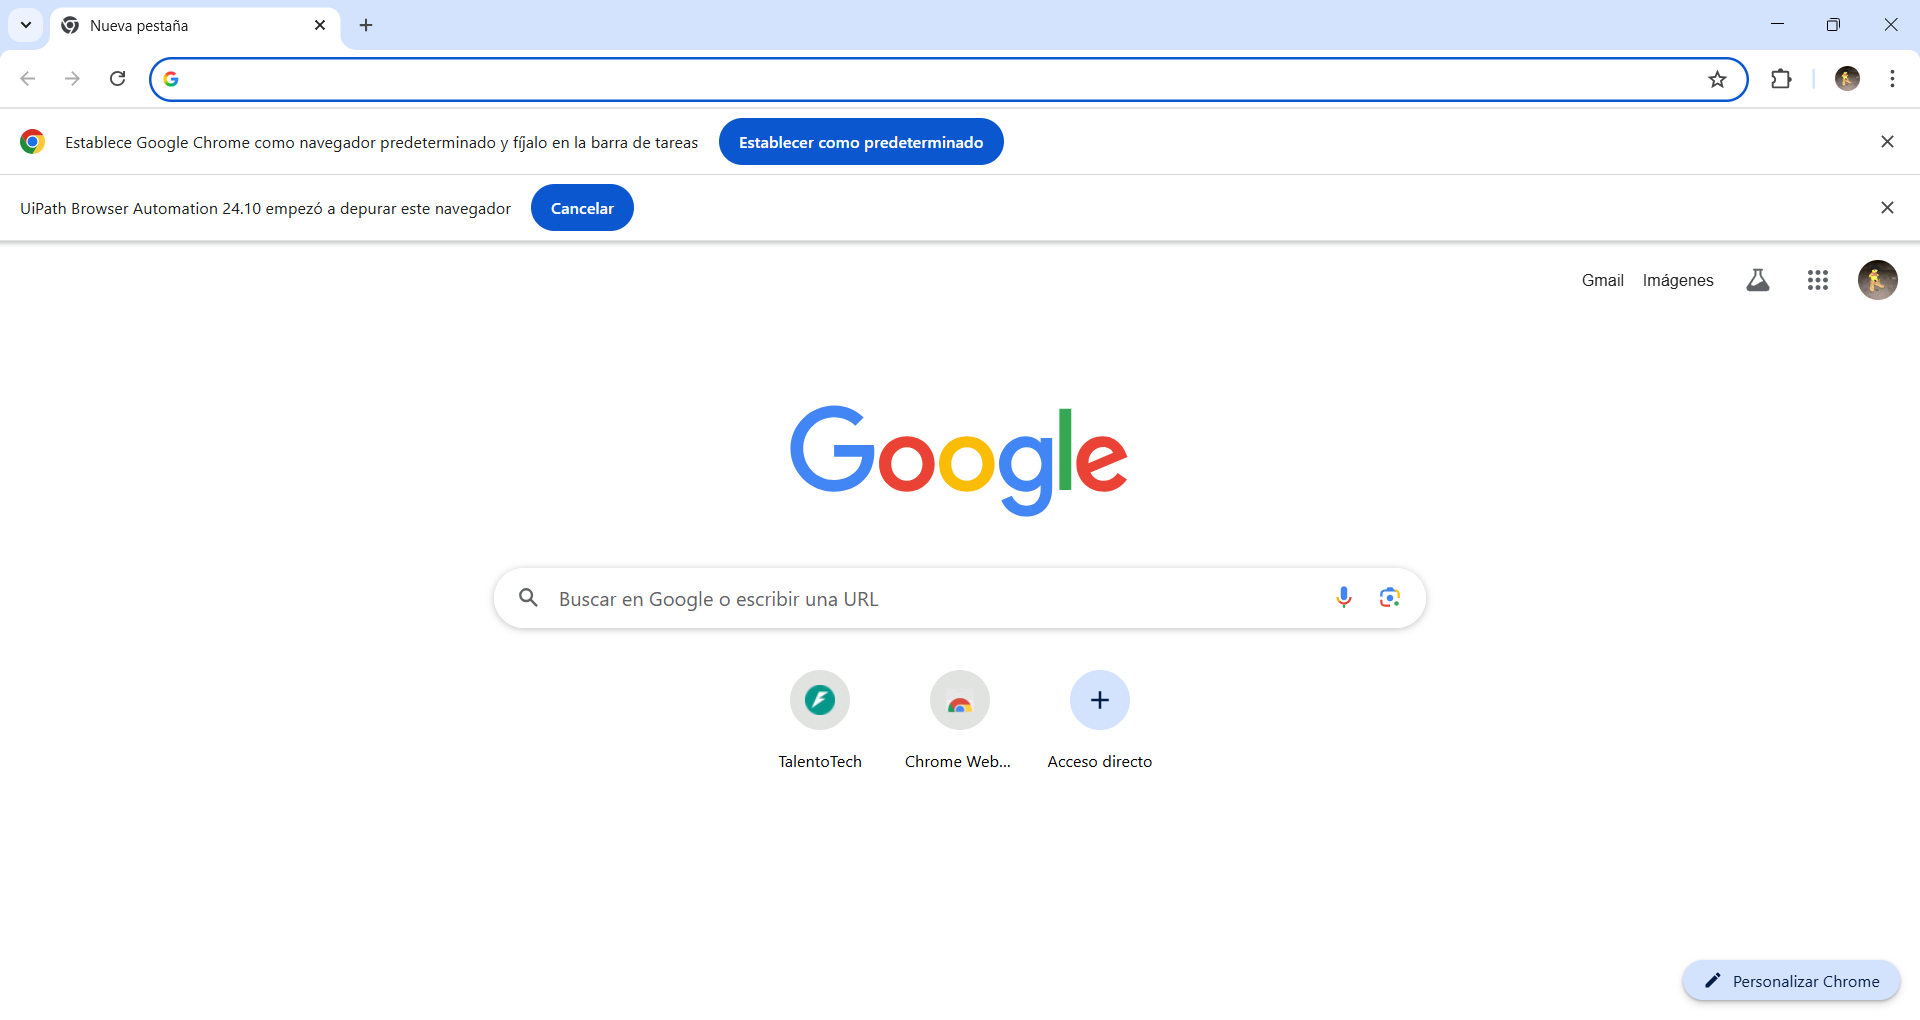 Nueva pestaña
Establece Google Chrome como navegador predeterminado y fíjalo en la barra de tareas
Establecer como predeterminado
UiPath Browser Automation 24.10 empezó a depurar este navegador
Cancelar
Gmail
Imágenes
Google
Buscar en Google o escribir una URL
TalentoTech
Chrome Web...
Acceso directo
Personalizar Chrome